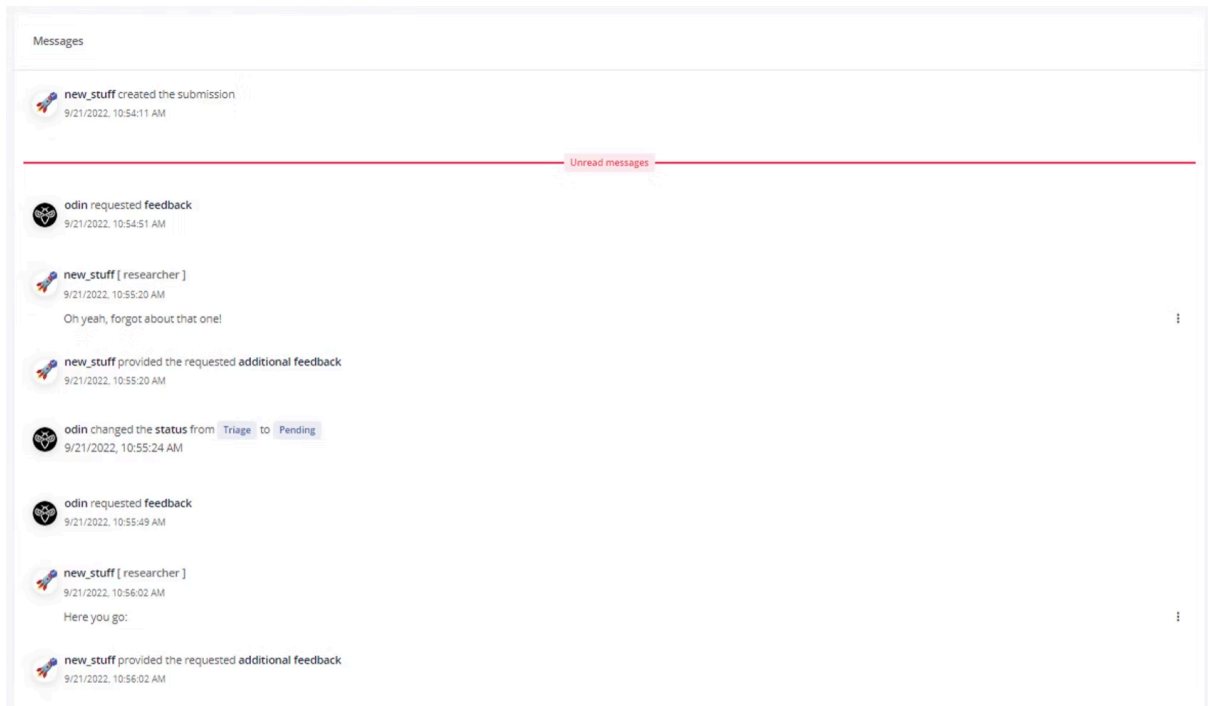 Messages
new_stuff created the submission
9/21/2022, 10:54:11 AM
Unread messages
odin requested feedback
9/21/2022, 10:54:51 AM
new_stuff [ researcher ]
9/21/2022, 10:55:20 AM
Oh yeah, forgot about that one!
new_stuff provided the requested additional feedback
9/21/2022, 10:55:20 AM
odin changed the status from Triage to Pending
9/21/2022, 10:55:24 AM
odin requested feedback
9/21/2022, 10:55:49 AM
new_stuff [ researcher ]
9/21/2022, 10:56:02 AM
Here you go:
new_stuff provided the requested additional feedback
9/21/2022, 10:56:02 AM